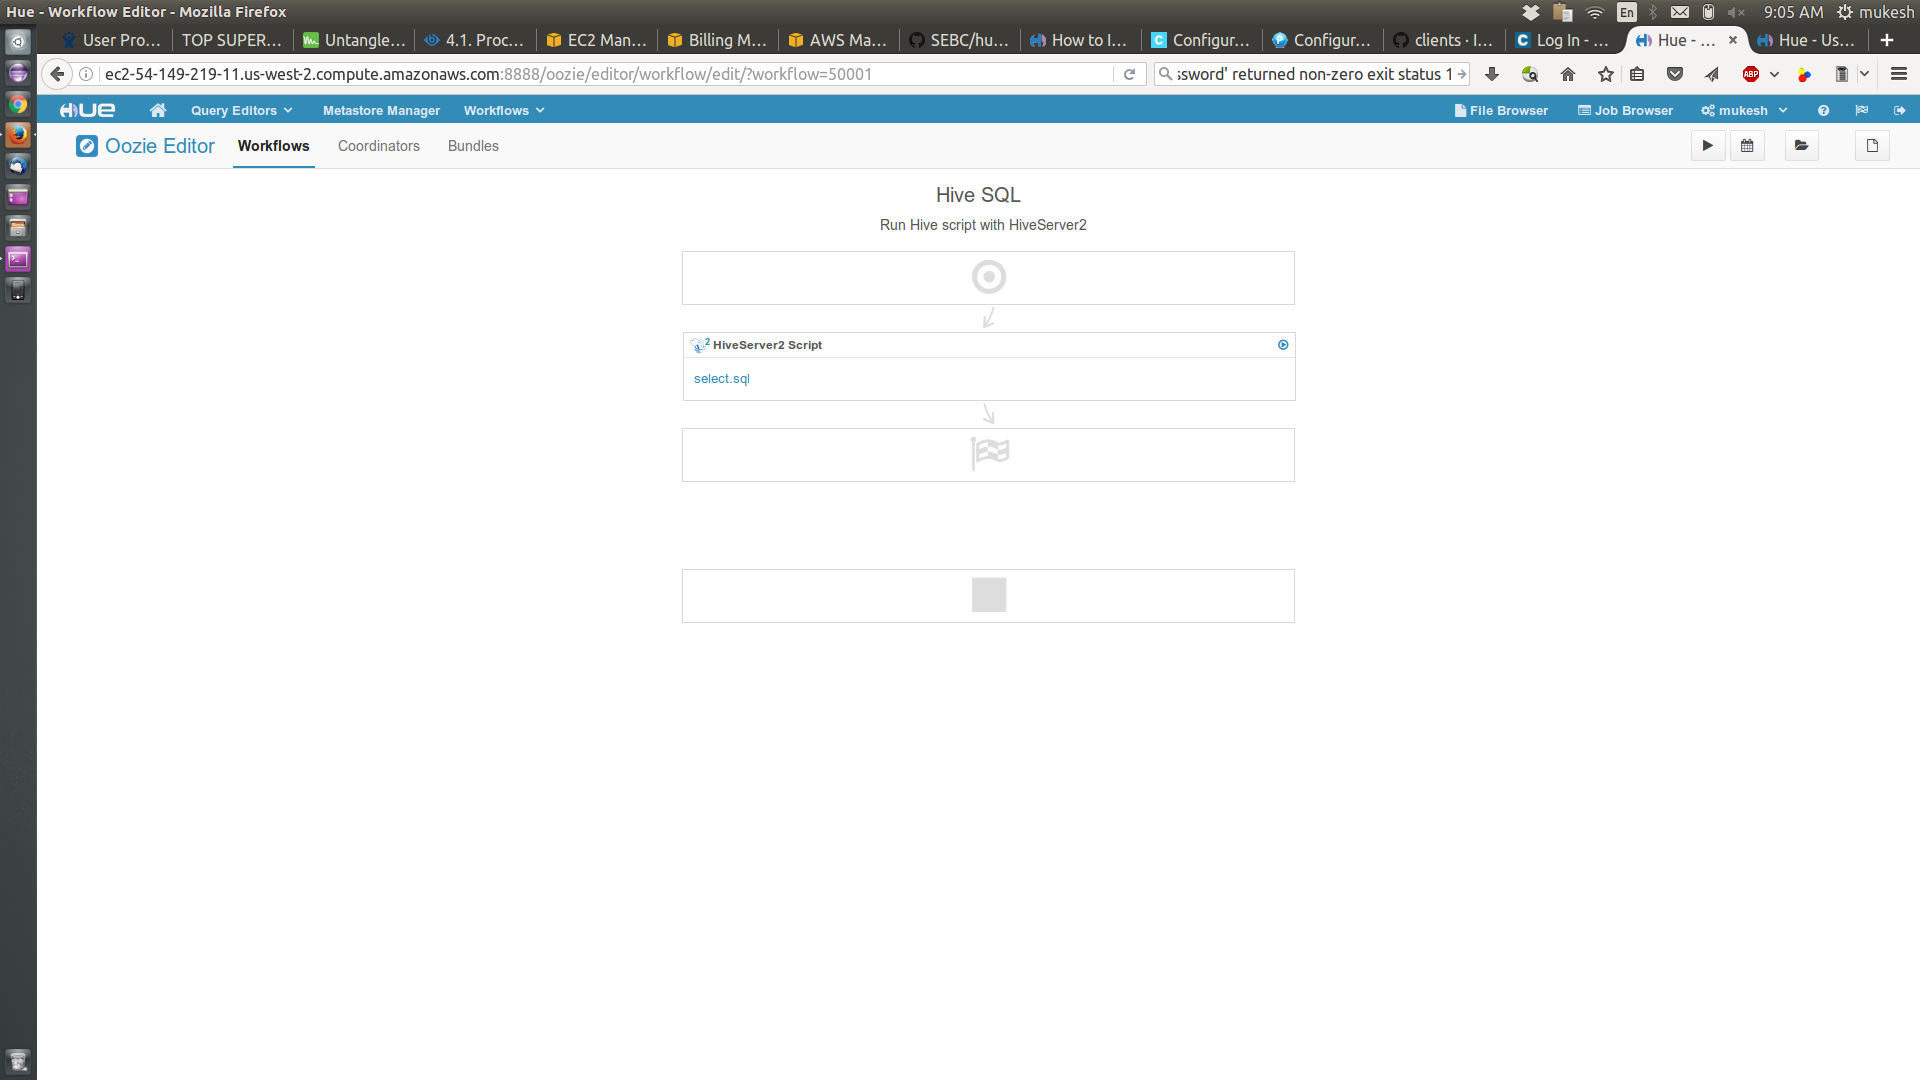 Hue - Workflow Editor - Mozilla Firefox
En
9:05 AM
mukesh
User Pro...
TOP SUPER...
Untangle...
4.1. Proc...
EC2 Man...
Billing M...
AWS Ma...
SEBC/hu...
How to I...
Configur...
Configur...
clients · I...
Log In - ...
Hue - ...
Hue - Us...
ec2-54-149-219-11.us-west-2.compute.amazonaws.com:8888/oozie/editor/workflow/edit/?workflow=50001
ssword' returned non-zero exit status 1
ABP
HUE
Query Editors
Metastore Manager
Workflows
File Browser
Job Browser
mukesh
Oozie Editor
Workflows
Coordinators
Bundles
Hive SQL
Run Hive script with HiveServer2
2 HiveServer2 Script
select.sql